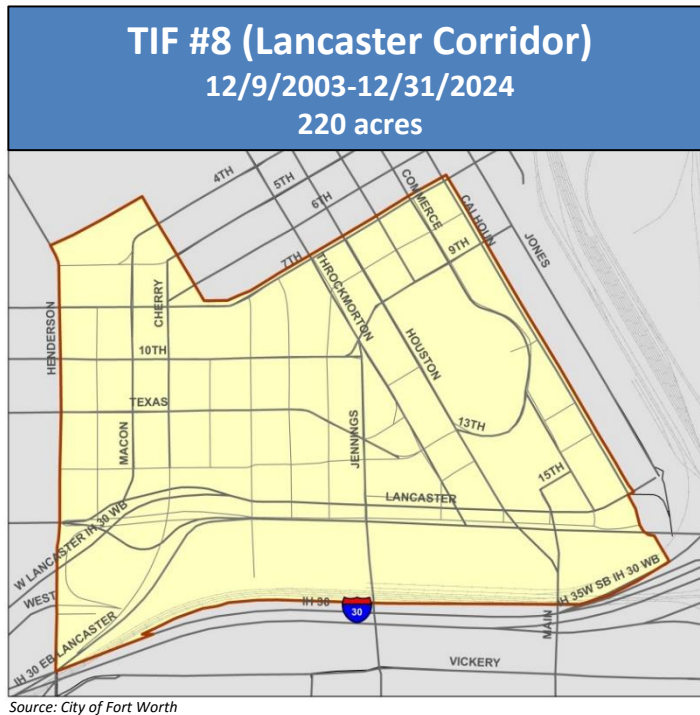 TIF #8 (Lancaster Corridor)
12/9/2003-12/31/2024
220 acres
4TH
5TH
6TH
7TH
COMMERCE
CALHOUN
JONES
9TH
HENDERSON
CHERRY
THROCKMORTON
HOUSTON
10TH
TEXAS
MACON
JENNINGS
13TH
15TH
LANCASTER
W LANCASTER IH 30 WB
WEST
IH 30 EB LANCASTER
IH 30
30
MAIN
IH 35W SB IH 30 WB
VICKERY
Source: City of Fort Worth